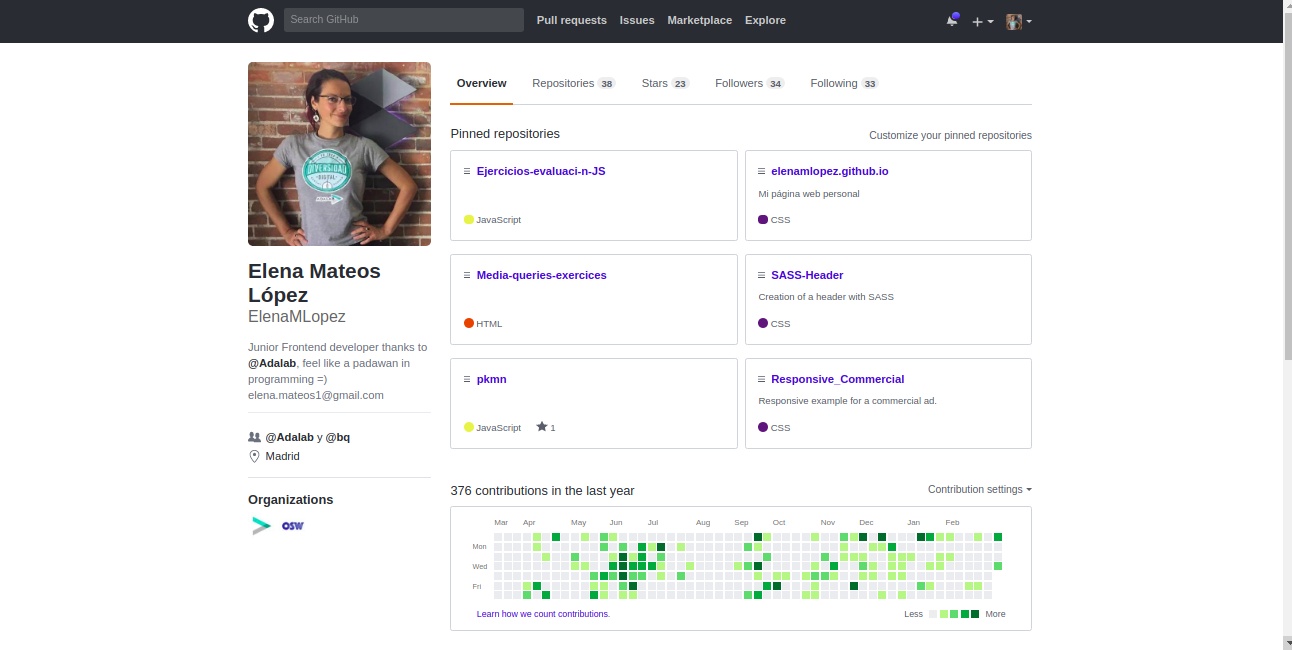 Search GitHub
Pull requests Issues Marketplace Explore
Overview Repositories 38 Stars 23 Followers 34 Following 33
DIVERSIDAD
DIGITAL
Elena Mateos
López
ElenaMLopez
Junior Frontend developer thanks to
@Adalab, feel like a padawan in
programming =)
elena.mateos1@gmail.com
@Adalab y @bq
Madrid
Organizations
OSW
Pinned repositories
Customize your pinned repositories
Ejercicios-evaluaci-n-JS
JavaScript
elenamlopez.github.io
Mi página web personal
CSS
Media-queries-exercices
HTML
SASS-Header
Creation of a header with SASS
CSS
pkmn
JavaScript 1
Responsive_Commercial
Responsive example for a commercial ad.
CSS
376 contributions in the last year
Contribution settings
Mar Apr May Jun Jul Aug Sep Oct Nov Dec Jan Feb
Mon
Wed
Fri
Learn how we count contributions.
Less More